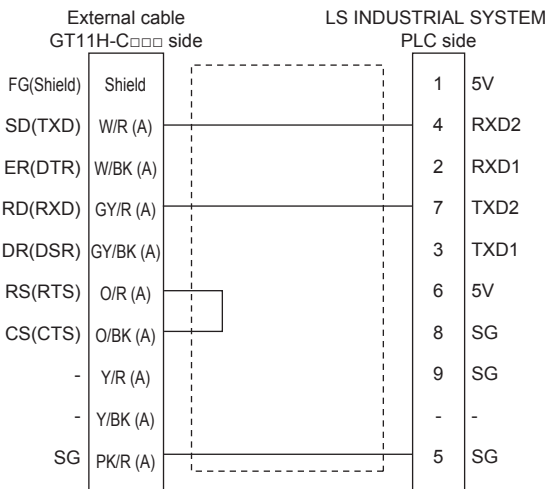 External cable LS INDUSTRIAL SYSTEM
GT11H-C□□□ side PLC side
FG(Shield) Shield 1 5V
SD(TXD) W/R (A) 4 RXD2
ER(DTR) W/BK (A) 2 RXD1
RD(RXD) GY/R (A) 7 TXD2
DR(DSR) GY/BK (A) 3 TXD1
RS(RTS) O/R (A) 6 5V
CS(CTS) O/BK (A) 8 SG
- Y/R (A) 9 SG
- Y/BK (A) - -
SG PK/R (A) 5 SG